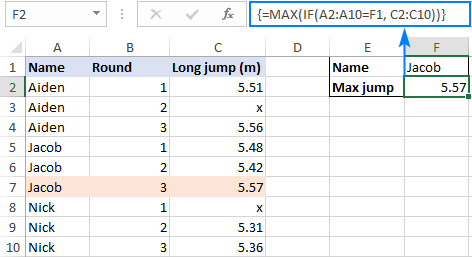 F2 {=MAX(IF(A2:A10=F1, C2:C10))}
A B C D E F
1 Name Round Long jump (m) Name Jacob
2 Aiden 1 5.51 Max jump 5.57
3 Aiden 2 x
4 Aiden 3 5.56
5 Jacob 1 5.48
6 Jacob 2 5.42
7 Jacob 3 5.57
8 Nick 1 x
9 Nick 2 5.31
10 Nick 3 5.36